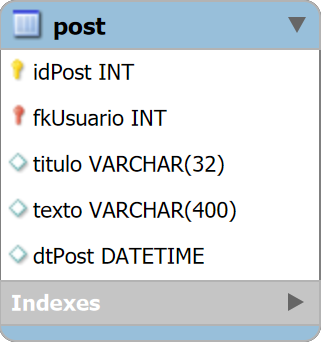 post
idPost INT
fkUsuario INT
titulo VARCHAR(32)
texto VARCHAR(400)
dtPost DATETIME
Indexes